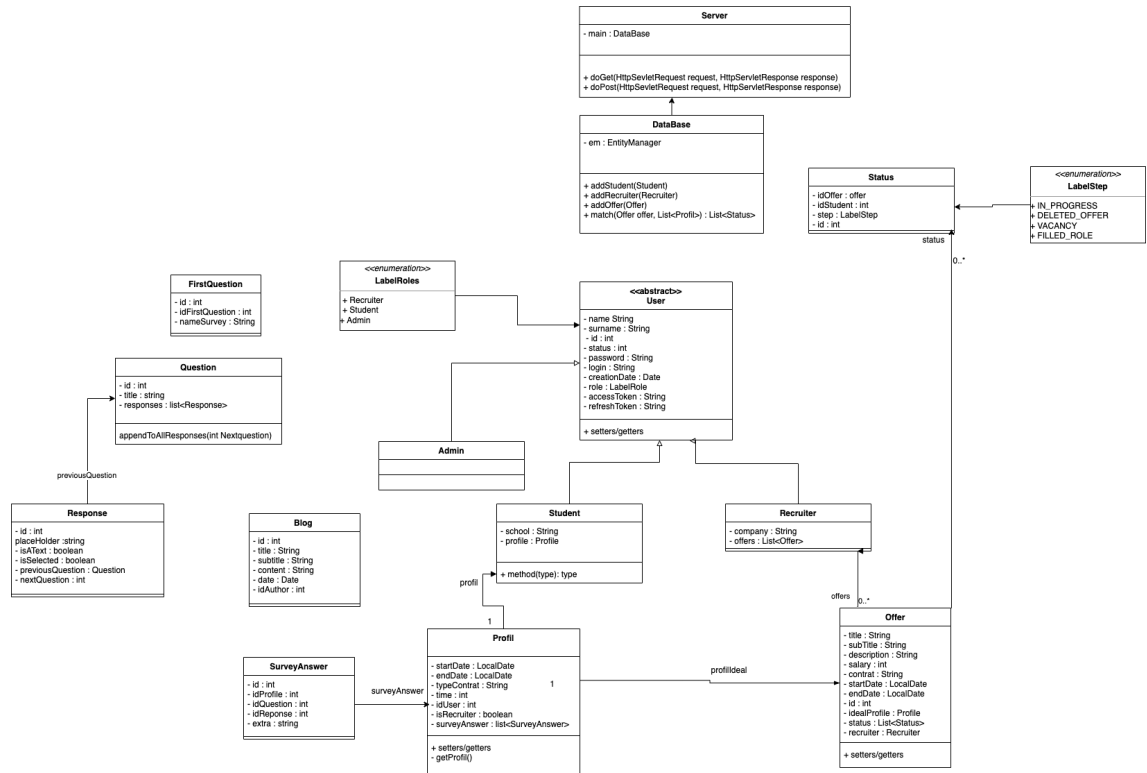 Server
- main : DataBase
+ doGet(HttpSevletRequest request, HttpServletResponse response)
+ doPost(HttpSevletRequest request, HttpServletResponse response)
DataBase
- em : EntityManager
+ addStudent(Student)
+ addRecruiter(Recruiter)
+ addOffer(Offer)
+ match(Offer offer, List<Profil>) : List<Status>
Status
- idOffer : offer
- idStudent : int
- step : LabelStep
- id : int
status
0..*
<<enumeration>>
LabelStep
+ IN_PROGRESS
+ DELETED_OFFER
+ VACANCY
+ FILLED_ROLE
<<enumeration>>
LabelRoles
+ Recruiter
+ Student
+ Admin
FirstQuestion
- id : int
- idFirstQuestion : int
- nameSurvey : String
<<abstract>>
User
- name String
- surname : String
- id : int
- status : int
- password : String
- login : String
- creationDate : Date
- role : LabelRole
- accessToken : String
- refreshToken : String
+ setters/getters
Question
- id : int
- title : string
- responses : list<Response>
appendToAllResponses(int Nextquestion)
previousQuestion
Admin
Response
- id : int
placeHolder :string
- isAText : boolean
- isSelected : boolean
- previousQuestion : Question
- nextQuestion : int
Blog
- id : int
- title : String
- subtitle : String
- content : String
- date : Date
- idAuthor : int
Student
- school : String
- profile : Profile
+ method(type): type
Recruiter
- company : String
- offers : List<Offer>
profil
1
offers
0..*
Profil
- startDate : LocalDate
- endDate : LocalDate
- typeContrat : String
- time : int
- idUser : int
- isRecruiter : boolean
- surveyAnswer : list<SurveyAnswer>
+ setters/getters
- getProfil()
1
profilIdeal
SurveyAnswer
- id : int
- idProfile : int
- idQuestion : int
- idReponse : int
- extra : string
surveyAnswer
Offer
- title : String
- subTitle : String
- description : String
- salary : int
- contrat : String
- startDate : LocalDate
- endDate : LocalDate
- id : int
- idealProfile : Profile
- status : List<Status>
- recruiter : Recruiter
+ setters/getters